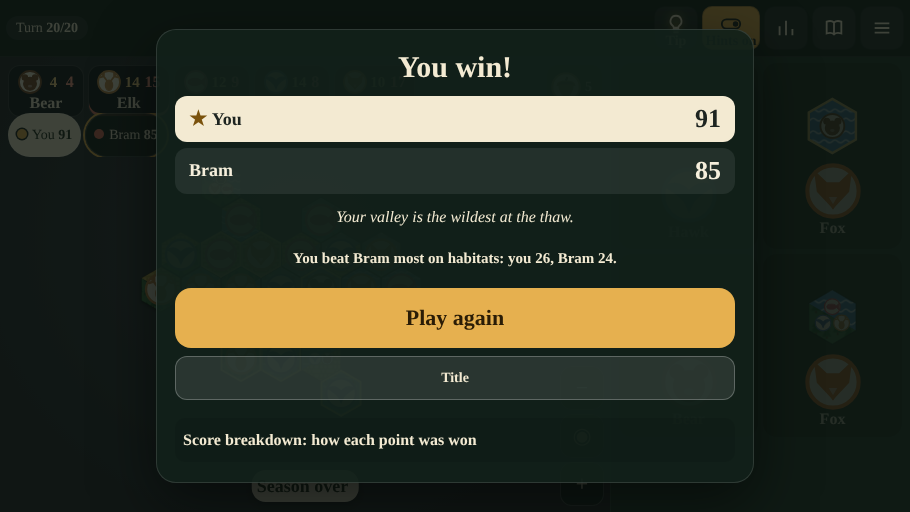 Turn 20/20
4 4
Bear
14 15
Elk
You 91
Bram 85
You win!
★ You 91
Bram 85
Your valley is the wildest at the thaw.
You beat Bram most on habitats: you 26, Bram 24.
Play again
Title
Score breakdown: how each point was won
Season over
Fox
Fox